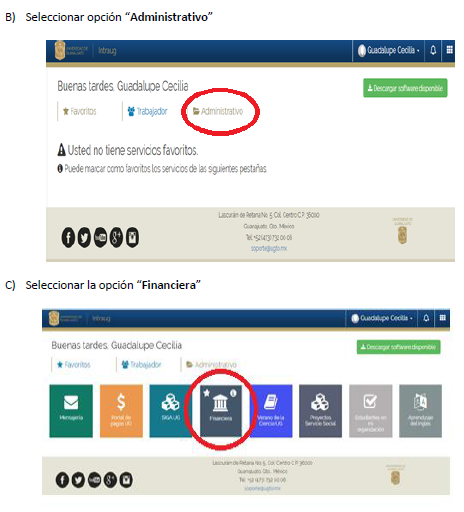 B) Seleccionar opción “Administrativo”
UNIVERSIDAD DE GUANAJUATO
Intraug
Guadalupe Cecilia
Buenas tardes, Guadalupe Cecilia
Descargar software disponible
Favoritos
Trabajador
Administrativo
Usted no tiene servicios favoritos.
Puede marcar como favoritos los servicios de las siguientes pestañas
Lascuráin de Retana No. 5, Col. Centro C.P. 36000
Guanajuato, Gto., México
Tel: +52 (473) 732 00 06
soporte@ugto.mx
C) Seleccionar la opción “Financiera”
Intraug
Guadalupe Cecilia
Buenas tardes, Guadalupe Cecilia
Descargar software disponible
Favoritos
Trabajador
Administrativo
Mensajería
Portal de pagos UG
SIGA UG
Financiera
Verano de la Ciencia UG
Proyectos Servicio Social
Estudiantes en mi organización
Aprendizaje del Inglés
Lascuráin de Retana No. 5, Col. Centro C.P. 36000
Guanajuato, Gto., México
Tel: +52 (473) 732 00 06
soporte@ugto.mx